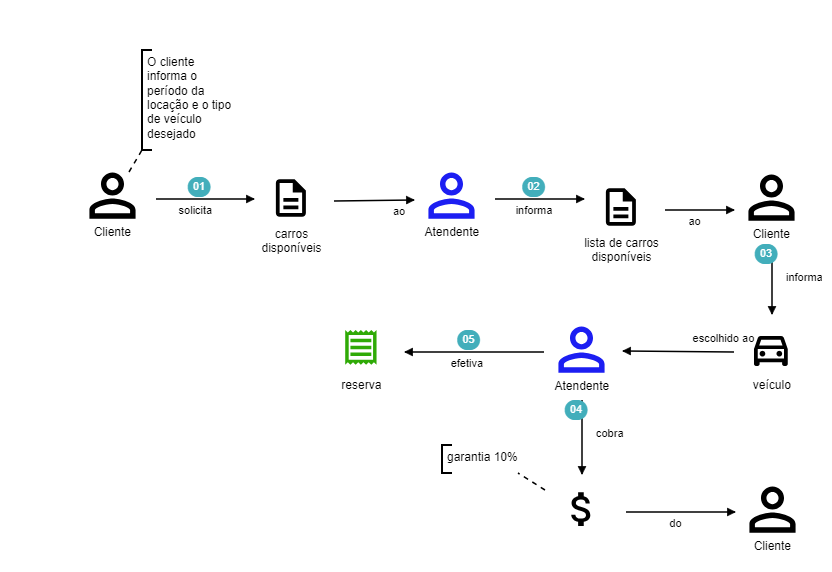 O cliente
informa o
período da
locação e o tipo
de veículo
desejado
01
solicita
Cliente
carros
disponíveis
ao
Atendente
02
informa
lista de carros
disponíveis
ao
Cliente
03
informa
veículo
escolhido ao
Atendente
05
efetiva
reserva
04
cobra
garantia 10%
$
do
Cliente